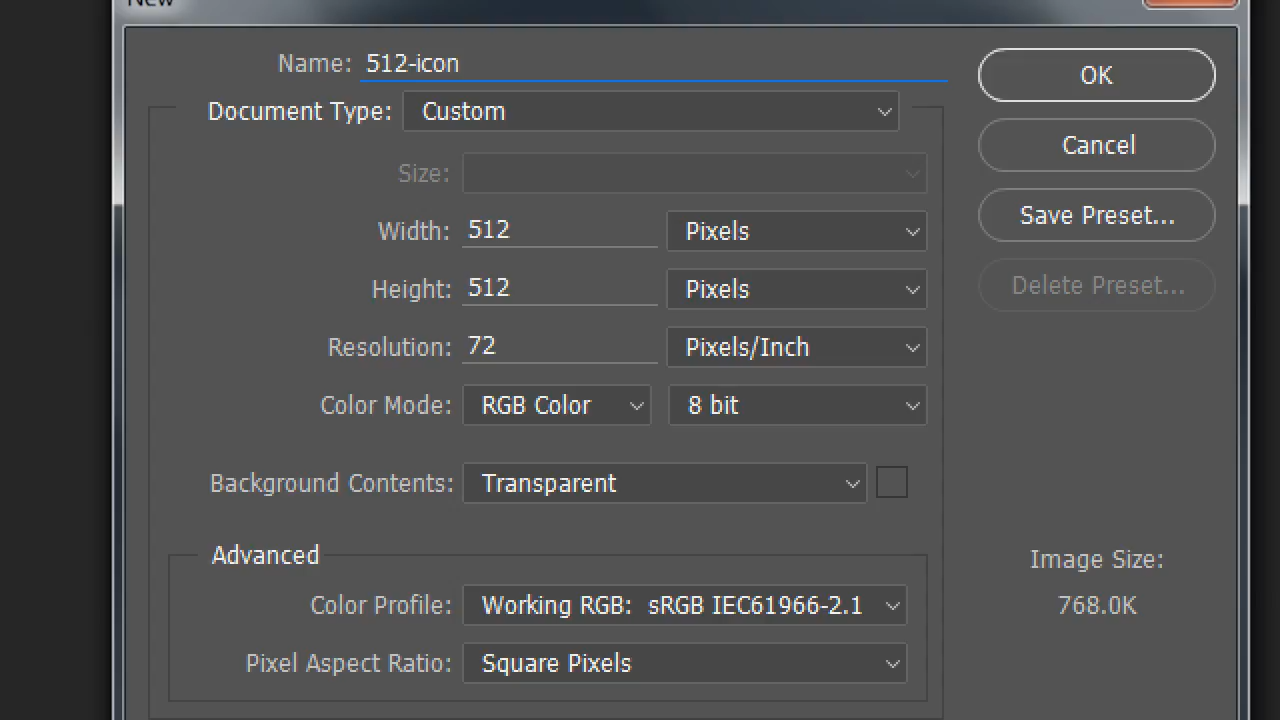 New
Name: 512-icon
OK
Document Type: Custom
Cancel
Size:
Save Preset...
Width: 512 Pixels
Delete Preset...
Height: 512 Pixels
Resolution: 72 Pixels/Inch
Color Mode: RGB Color 8 bit
Background Contents: Transparent
Advanced
Image Size:
768.0K
Color Profile: Working RGB: sRGB IEC61966-2.1
Pixel Aspect Ratio: Square Pixels